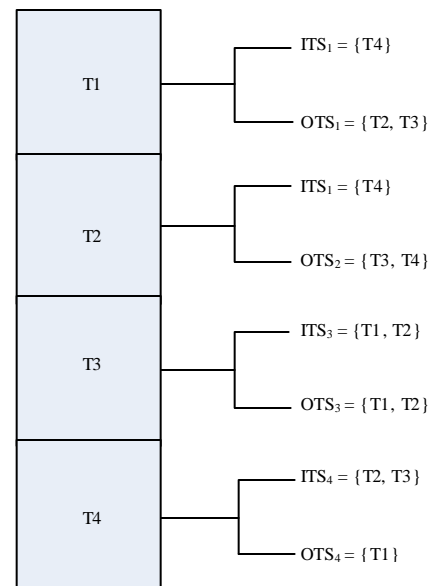 T1
ITS₁ = {T4}
OTS₁ = {T2, T3}
T2
ITS₁ = {T4}
OTS₂ = {T3, T4}
T3
ITS₃ = {T1, T2}
OTS₃ = {T1, T2}
T4
ITS₄ = {T2, T3}
OTS₄ = {T1}